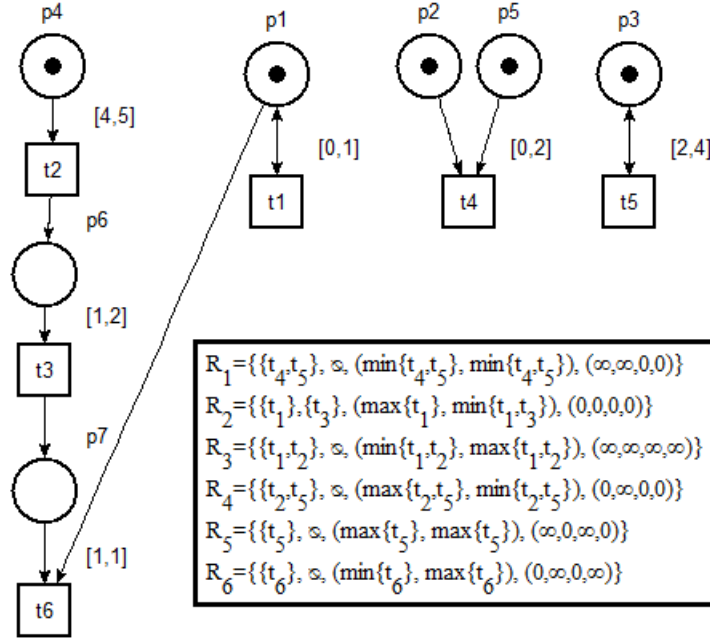 p4 p1 p2 p5 p3
[4,5] [0,1] [0,2] [2,4]
t2 t1 t4 t5
p6
[1,2]
t3
p7
[1,1]
t6
R₁={{t₄,t₅}, ᴓ, (min{t₄,t₅}, min{t₄,t₅}), (∞,∞,0,0)}
R₂={{t₁},{t₃}, (max{t₁}, min{t₁,t₃}), (0,0,0,0)}
R₃={{t₁,t₂}, ᴓ, (min{t₁,t₂}, max{t₁,t₂}), (∞,∞,∞,∞)}
R₄={{t₂,t₅}, ᴓ, (max{t₂,t₅}, min{t₂,t₅}), (0,∞,0,0)}
R₅={{t₅}, ᴓ, (max{t₅}, max{t₅}), (∞,0,∞,0)}
R₆={{t₆}, ᴓ, (min{t₆}, max{t₆}), (0,∞,0,∞)}